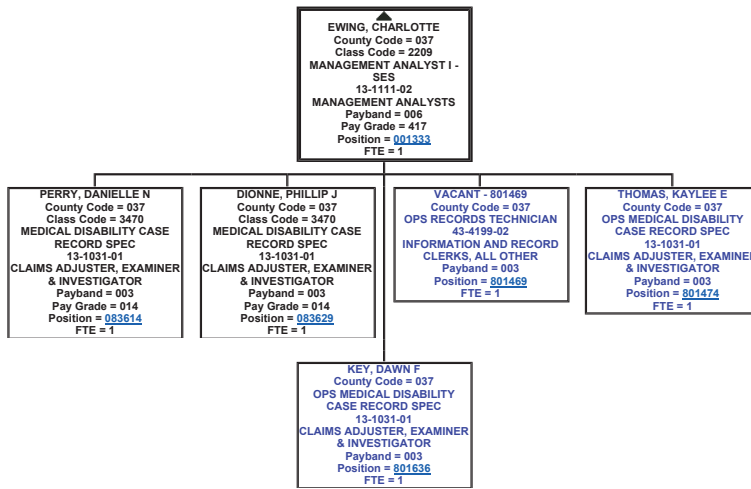 EWING, CHARLOTTE
County Code = 037
Class Code = 2209
MANAGEMENT ANALYST I -
SES
13-1111-02
MANAGEMENT ANALYSTS
Payband = 006
Pay Grade = 417
Position = 001333
FTE = 1
PERRY, DANIELLE N
County Code = 037
Class Code = 3470
MEDICAL DISABILITY CASE
RECORD SPEC
13-1031-01
CLAIMS ADJUSTER, EXAMINER
& INVESTIGATOR
Payband = 003
Pay Grade = 014
Position = 083614
FTE = 1
DIONNE, PHILLIP J
County Code = 037
Class Code = 3470
MEDICAL DISABILITY CASE
RECORD SPEC
13-1031-01
CLAIMS ADJUSTER, EXAMINER
& INVESTIGATOR
Payband = 003
Pay Grade = 014
Position = 083629
FTE = 1
VACANT - 801469
County Code = 037
OPS RECORDS TECHNICIAN
43-4199-02
INFORMATION AND RECORD
CLERKS, ALL OTHER
Payband = 003
Position = 801469
FTE = 1
THOMAS, KAYLEE E
County Code = 037
OPS MEDICAL DISABILITY
CASE RECORD SPEC
13-1031-01
CLAIMS ADJUSTER, EXAMINER
& INVESTIGATOR
Payband = 003
Position = 801474
FTE = 1
KEY, DAWN F
County Code = 037
OPS MEDICAL DISABILITY
CASE RECORD SPEC
13-1031-01
CLAIMS ADJUSTER, EXAMINER
& INVESTIGATOR
Payband = 003
Position = 801636
FTE = 1